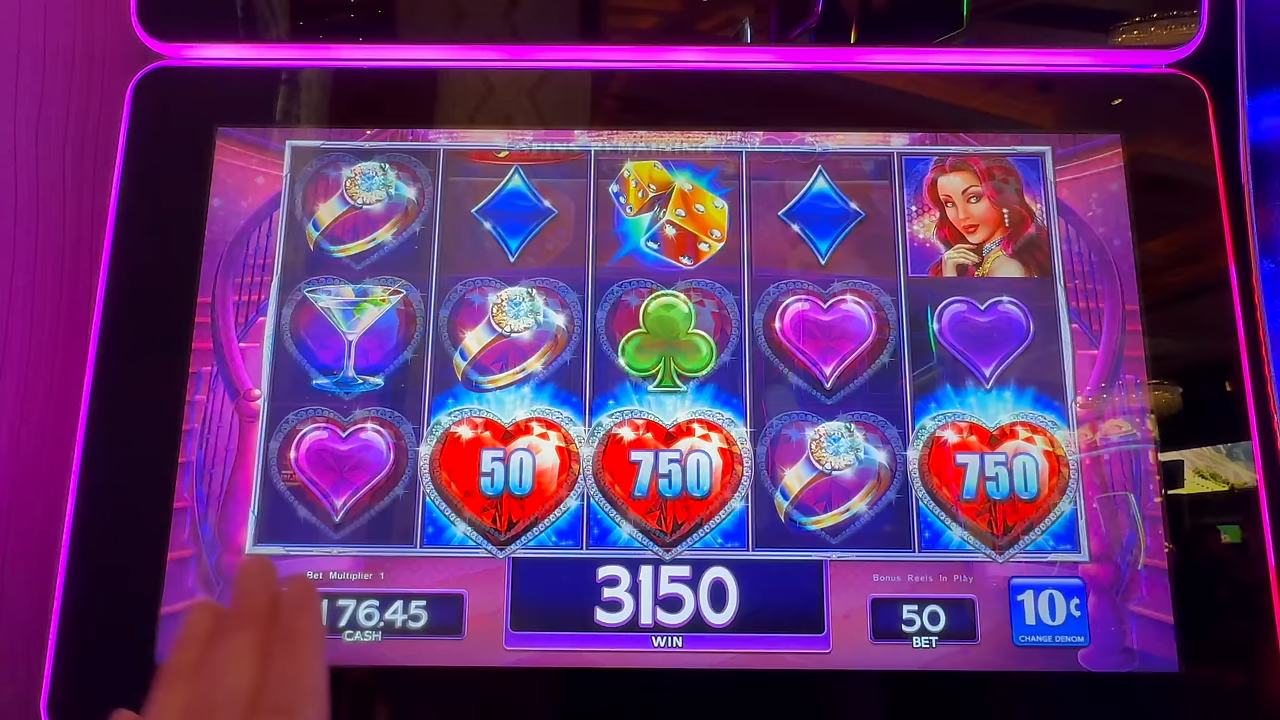 50
750
750
Bet Multiplier 1
176.45
CASH
3150
WIN
Bonus Reels In Play
50
BET
10¢
CHANGE DENOM